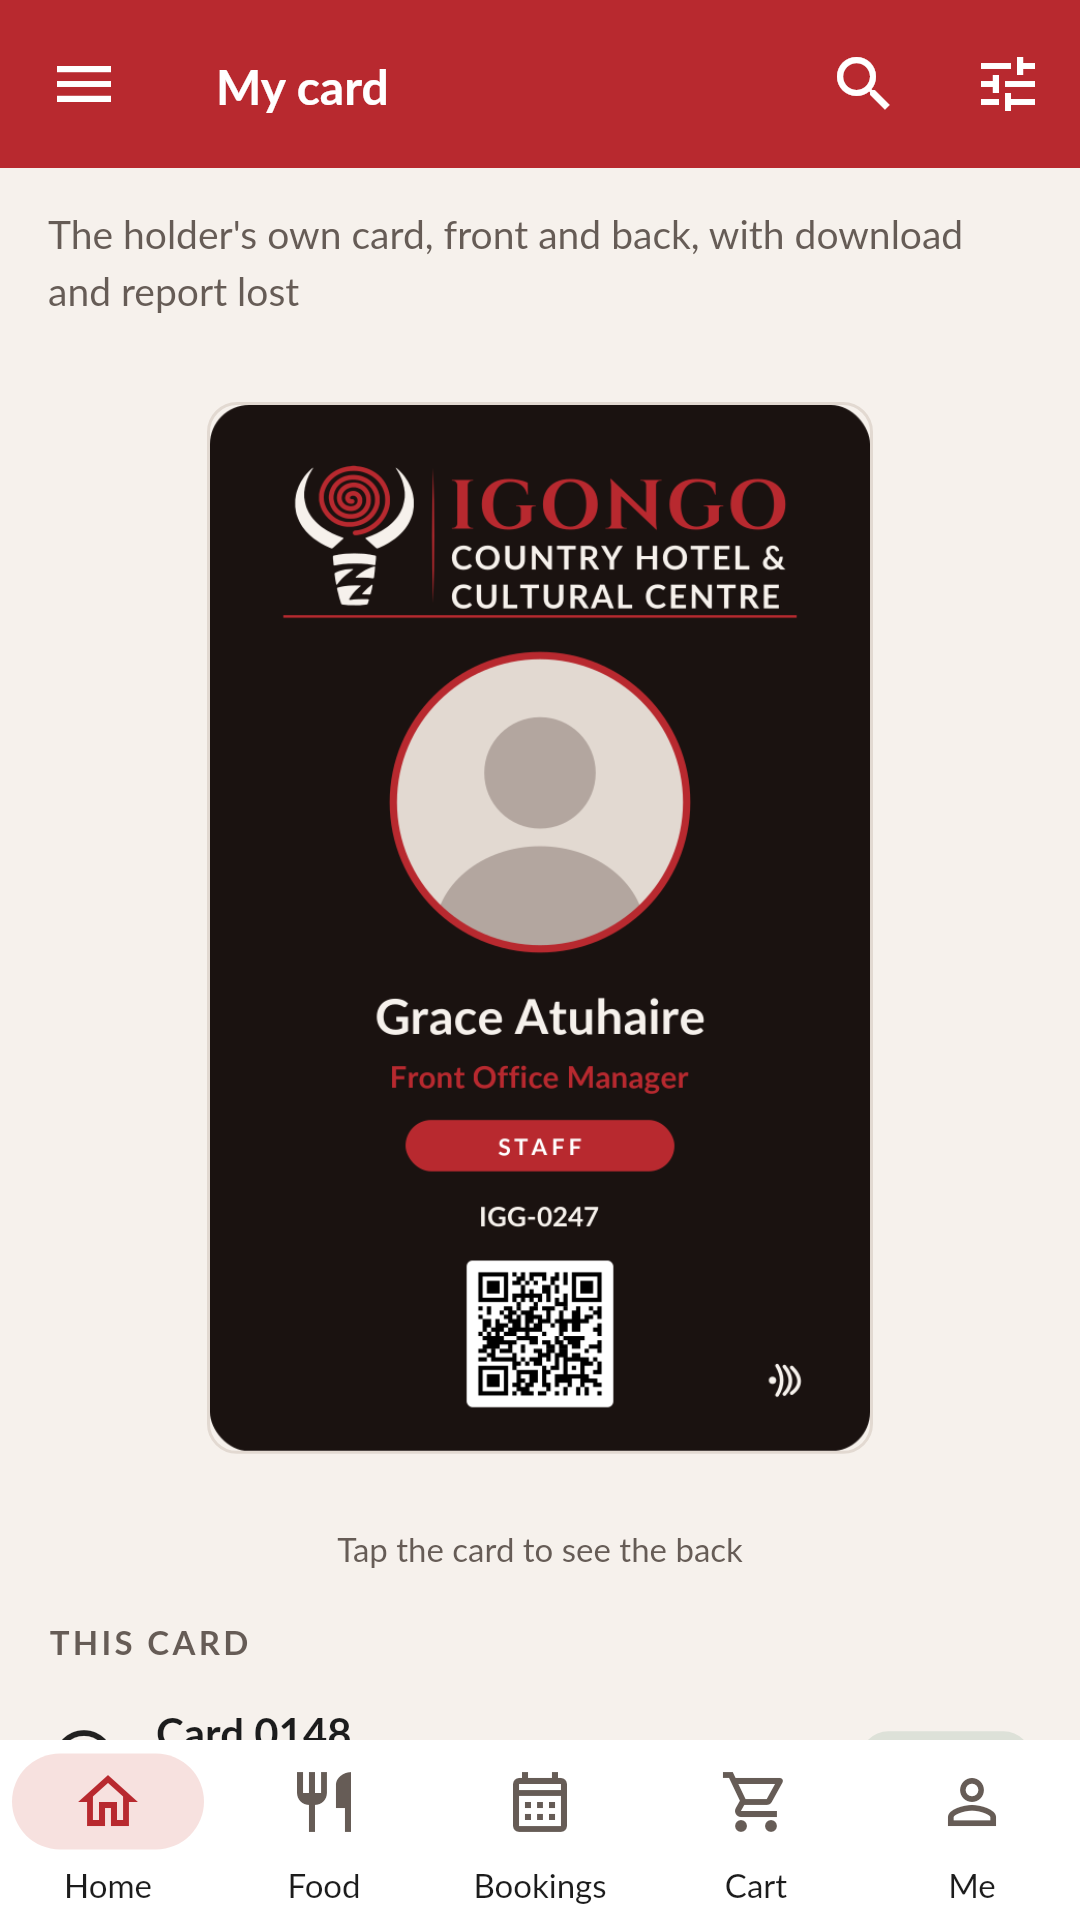 My card
The holder's own card, front and back, with download
and report lost
IGONGO
COUNTRY HOTEL &
CULTURAL CENTRE
Grace Atuhaire
Front Office Manager
STAFF
IGG-0247
Tap the card to see the back
THIS CARD
Card 0148
Home
Food
Bookings
Cart
Me